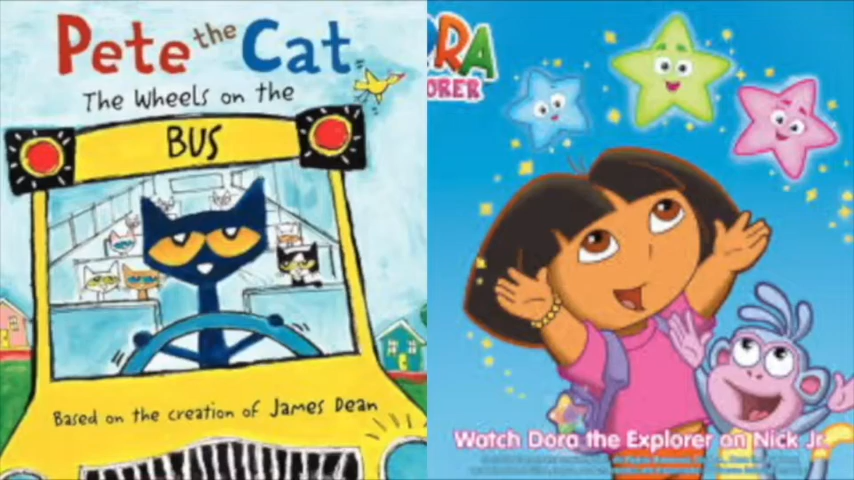 Pete the Cat
The Wheels on the
BUS
Based on the creation of James Dean
ORA
ORER
Watch Dora the Explorer on Nick Jr